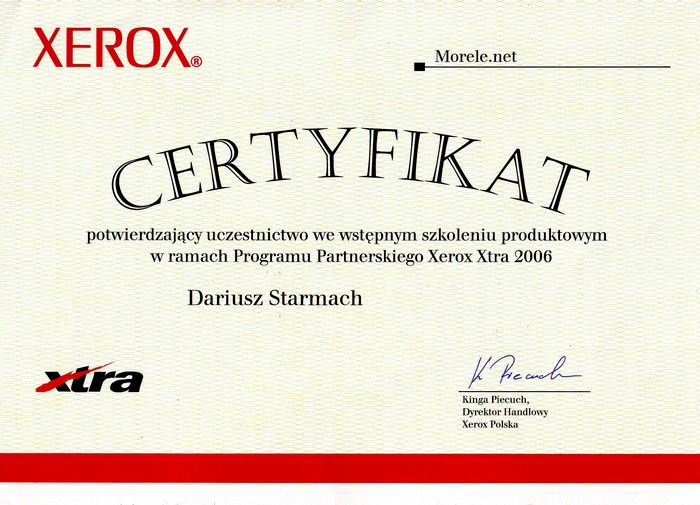 XEROX®
Morele.net
CERTYFIKAT
potwierdzający uczestnictwo we wstępnym szkoleniu produktowym
w ramach Programu Partnerskiego Xerox Xtra 2006
Dariusz Starmach
xtra
K Piecuch
Kinga Piecuch,
Dyrektor Handlowy
Xerox Polska